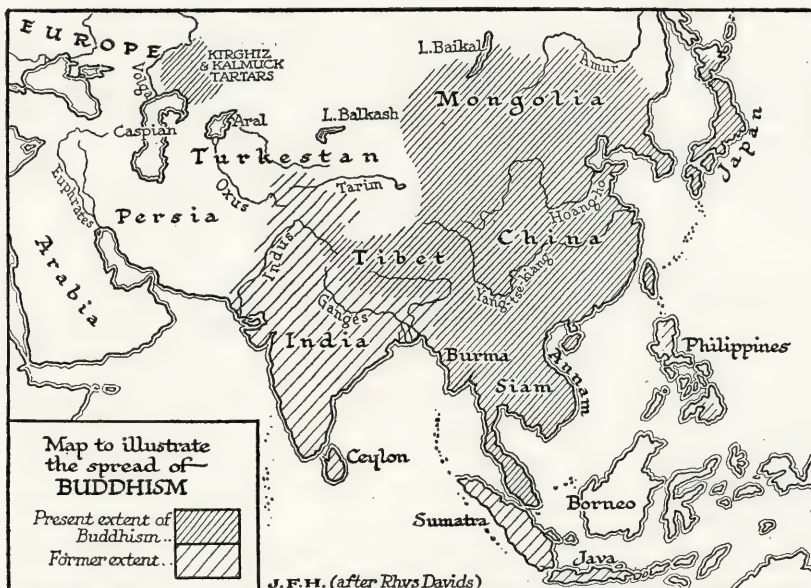 EUROPE
Volga
KIRGHIZ
& KALMUCK
TARTARS
L. Baikal
Amur
Mongolia
Caspian
Aral
L. Balkash
Turkestan
Oxus
Tarim
Euphrates
Persia
Arabia
Indus
Tibet
Hoang-ho
China
Japan
Yang-tse-kiang
Ganges
India
Burma
Siam
Annam
Philippines
Ceylon
Sumatra
Borneo
Java
Map to illustrate
the spread of
BUDDHISM
Present extent of
Buddhism..
Former extent..
J.F.H. (after Rhys Davids)